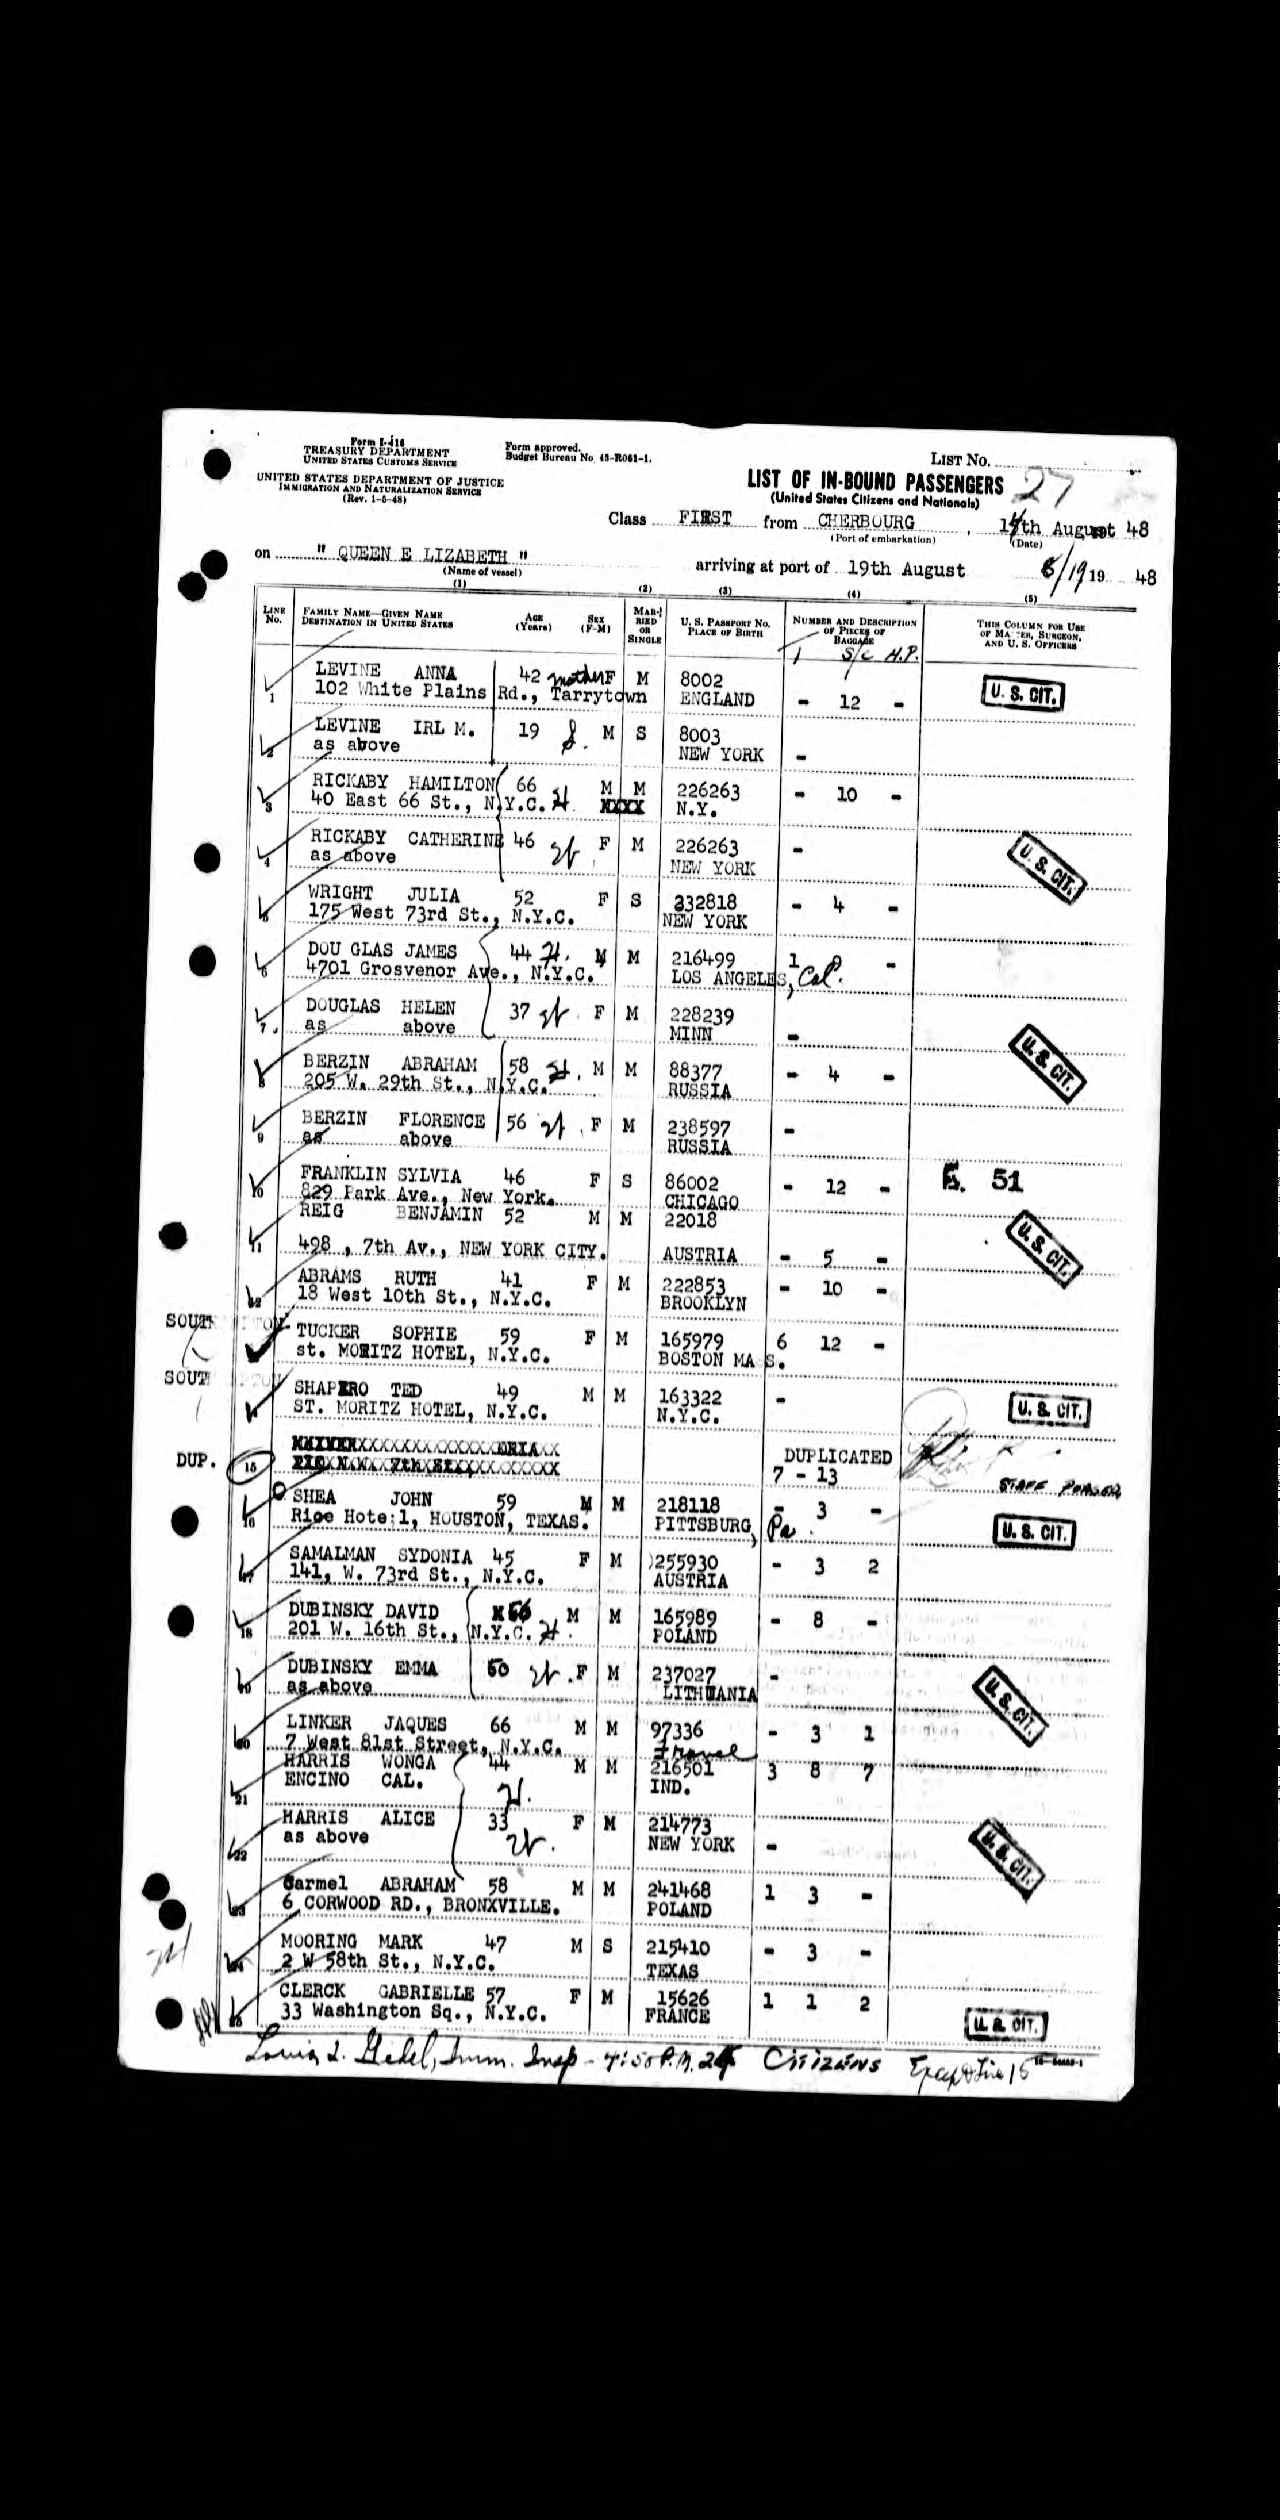 Form I-416
TREASURY DEPARTMENT
UNITED STATES CUSTOMS SERVICE
Form approved.
Budget Bureau No. 43-R061-1.
LIST NO. 27
UNITED STATES DEPARTMENT OF JUSTICE
IMMIGRATION AND NATURALIZATION SERVICE
(Rev. 1-5-48)
LIST OF IN-BOUND PASSENGERS
(United States Citizens and Nationals)
Class FIRST from CHERBOURG, 14th August 48
(Port of embarkation) (Date)
on " QUEEN E LIZABETH " arriving at port of 19th August 8/19 19 48
(Name of vessel)
(1) (2) (3) (4) (5)
LINE NO. FAMILY NAME—GIVEN NAME DESTINATION IN UNITED STATES AGE (Years) SEX (F-M) MARRIED OR SINGLE U. S. PASSPORT NO. PLACE OF BIRTH NUMBER AND DESCRIPTION OF PIECES OF BAGGAGE THIS COLUMN FOR USE OF MASTER, SURGEON, AND U. S. OFFICERS
T S/C H.P.
1 LEVINE ANNA 42 mother F M 8002
102 White Plains Rd., Tarrytown ENGLAND - 12 - U. S. CIT.
2 LEVINE IRL M. 19 S. M S 8003
as above NEW YORK -
3 RICKABY HAMILTON 66 M M 226263 - 10 -
40 East 66 St., N.Y.C. H XXXX N.Y.
4 RICKABY CATHERINE 46 W F M 226263 -
as above NEW YORK U. S. CIT.
5 WRIGHT JULIA 52 F S 232818 - 4 -
175 West 73rd St., N.Y.C. NEW YORK
6 DOU GLAS JAMES 44 H. M M 216499 1 -
4701 Grosvenor Ave., N.Y.C. LOS ANGELES, Cal.
7. DOUGLAS HELEN 37 W F M 228239
as above MINN - U. S. CIT.
8 BERZIN ABRAHAM 58 H. M M 88377 - 4 -
205 W. 29th St., N.Y.C. RUSSIA
9 BERZIN FLORENCE 56 W F M 238597 -
as above RUSSIA
10 FRANKLIN SYLVIA 46 F S 86002 - 12 - 51
829 Park Ave., New York. CHICAGO
11 REIG BENJAMIN 52 M M 22018 U. S. CIT.
498 , 7th Av., NEW YORK CITY. AUSTRIA - 5 -
12 ABRAMS RUTH 41 F M 222853 - 10 -
18 West 10th St., N.Y.C. BROOKLYN
SOUTHAMPTON
TUCKER SOPHIE 59 F M 165979 6 12 -
st. MORITZ HOTEL, N.Y.C. BOSTON MASS.
SOUTHAMPTON
14 SHAPIRO TED 49 M M 163322 - U. S. CIT.
ST. MORITZ HOTEL, N.Y.C. N.Y.C.
DUP. 15 DUPLICATED
7 - 13
STAFF PURSER
16 O SHEA JOHN 59 M M 218118 - 3 -
Rice Hotel, HOUSTON, TEXAS. PITTSBURG, Pa. U. S. CIT.
17 SAMALMAN SYDONIA 45 F M 255930 - 3 2
141, W. 73rd St., N.Y.C. AUSTRIA
18 DUBINSKY DAVID 56 M M 165989 - 8 -
201 W. 16th St., N.Y.C. H. POLAND
19 DUBINSKY EMMA 50 W. F M 237027 -
as above LITHUANIA U. S. CIT.
20 LINKER JAQUES 66 M M 97336 - 3 1
7 West 81st Street, N.Y.C.
21 HARRIS WONGA 44 M M 216501 3 8 7
ENCINO CAL. H. IND.
22 HARRIS ALICE 33 F M 214773
as above W. NEW YORK - U. S. CIT.
23 Carmel ABRAHAM 58 M M 241468 1 3 -
6 CORWOOD RD., BRONXVILLE. POLAND
24 MOORING MARK 47 M S 215410 - 3 -
2 W 58th St., N.Y.C. TEXAS
25 CLERCK GABRIELLE 57 F M 15626 1 1 2
33 Washington Sq., N.Y.C. FRANCE U. S. CIT.
Louis I. Imm. Insp - 4:50 P.M. 24 Citizens Except Line 15